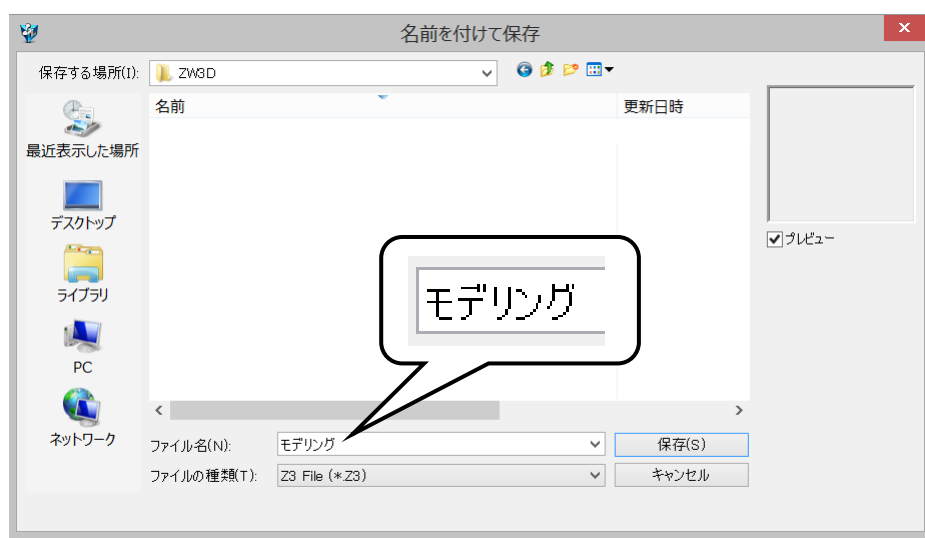 名前を付けて保存
保存する場所(I):
ZW3D
名前
更新日時
最近表示した場所
デスクトップ
プレビュー
ライブラリ
モデリング
PC
ネットワーク
ファイル名(N):
モデリング
保存(S)
ファイルの種類(T):
Z3 File (*.Z3)
キャンセル